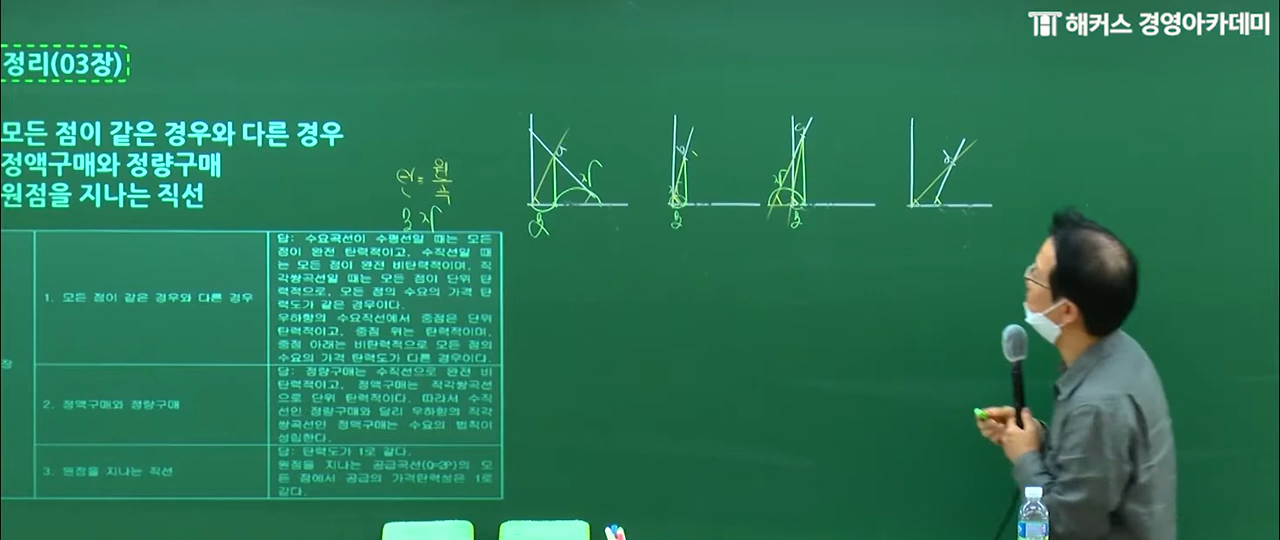 해커스 경영아카데미
정리(03장)
모든 점이 같은 경우와 다른 경우
정액구매와 정량구매
원점을 지나는 직선
장
1. 모든 점이 같은 경우와 다른 경우
답: 수요곡선이 수평선일 때는 모든
점이 완전 탄력적이고, 수직선일 때
는 모든 점이 완전 비탄력적이며, 직
각쌍곡선일 때는 모든 점이 단위 탄
력적으로, 모든 점의 수요의 가격 탄
력도가 같은 경우이다.
우하향의 수요직선에서 중점은 단위
탄력적이고, 중점 위는 탄력적이며,
중점 아래는 비탄력적으로 모든 점의
수요의 가격 탄력도가 다른 경우이다.
2. 정액구매와 정량구매
답: 정량구매는 수직선으로 완전 비
탄력적이고, 정액구매는 직각쌍곡선
으로 단위 탄력적이다. 따라서 수직
선인 정량구매와 달리 우하향의 직각
쌍곡선인 정액구매는 수요의 법칙이
성립한다.
3. 원점을 지나는 직선
답: 탄력도가 1로 같다.
원점을 지나는 공급곡선(Q=2P)의 모
든 점에서 공급의 가격탄력성은 1로
같다.